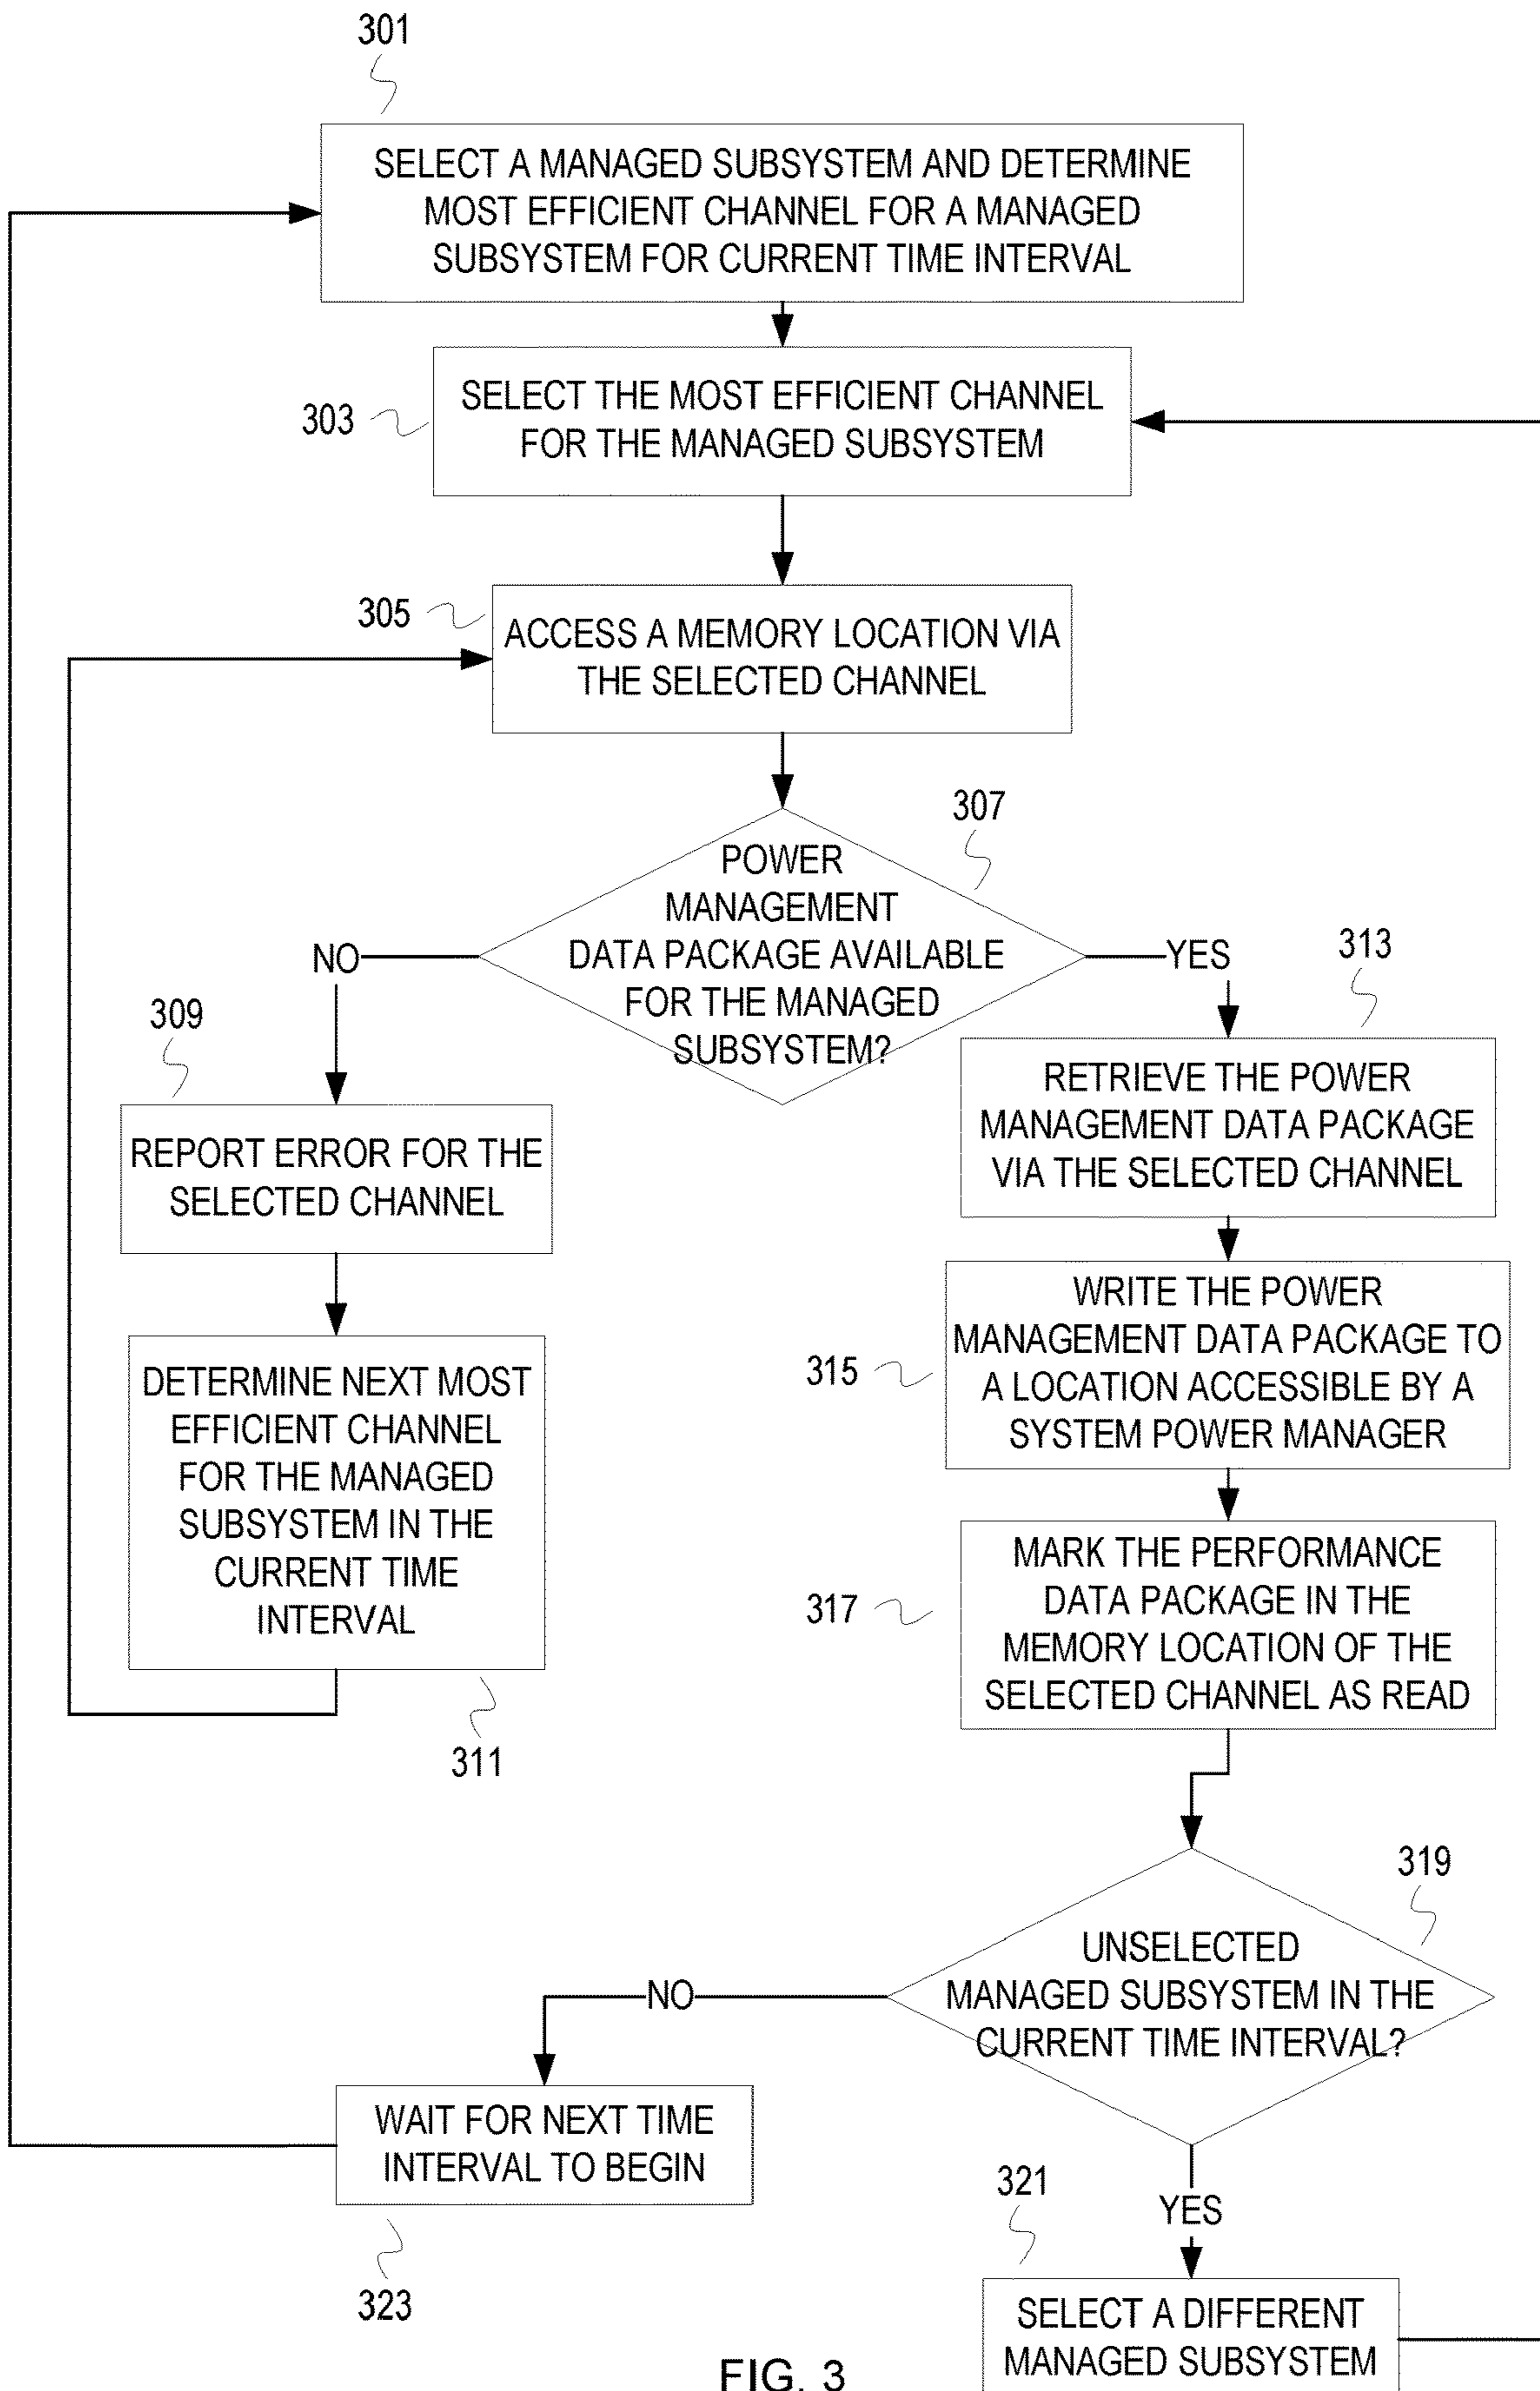 301
SELECT A MANAGED SUBSYSTEM AND DETERMINE
MOST EFFICIENT CHANNEL FOR A MANAGED
SUBSYSTEM FOR CURRENT TIME INTERVAL
303
SELECT THE MOST EFFICIENT CHANNEL
FOR THE MANAGED SUBSYSTEM
305
ACCESS A MEMORY LOCATION VIA
THE SELECTED CHANNEL
307
POWER
MANAGEMENT
DATA PACKAGE AVAILABLE
FOR THE MANAGED
SUBSYSTEM?
NO
YES
309
REPORT ERROR FOR THE
SELECTED CHANNEL
DETERMINE NEXT MOST
EFFICIENT CHANNEL
FOR THE MANAGED
SUBSYSTEM IN THE
CURRENT TIME
INTERVAL
311
313
RETRIEVE THE POWER
MANAGEMENT DATA PACKAGE
VIA THE SELECTED CHANNEL
315
WRITE THE POWER
MANAGEMENT DATA PACKAGE TO
A LOCATION ACCESSIBLE BY A
SYSTEM POWER MANAGER
317
MARK THE PERFORMANCE
DATA PACKAGE IN THE
MEMORY LOCATION OF THE
SELECTED CHANNEL AS READ
319
UNSELECTED
MANAGED SUBSYSTEM IN THE
CURRENT TIME INTERVAL?
NO
WAIT FOR NEXT TIME
INTERVAL TO BEGIN
323
YES
321
SELECT A DIFFERENT
MANAGED SUBSYSTEM
FIG. 3